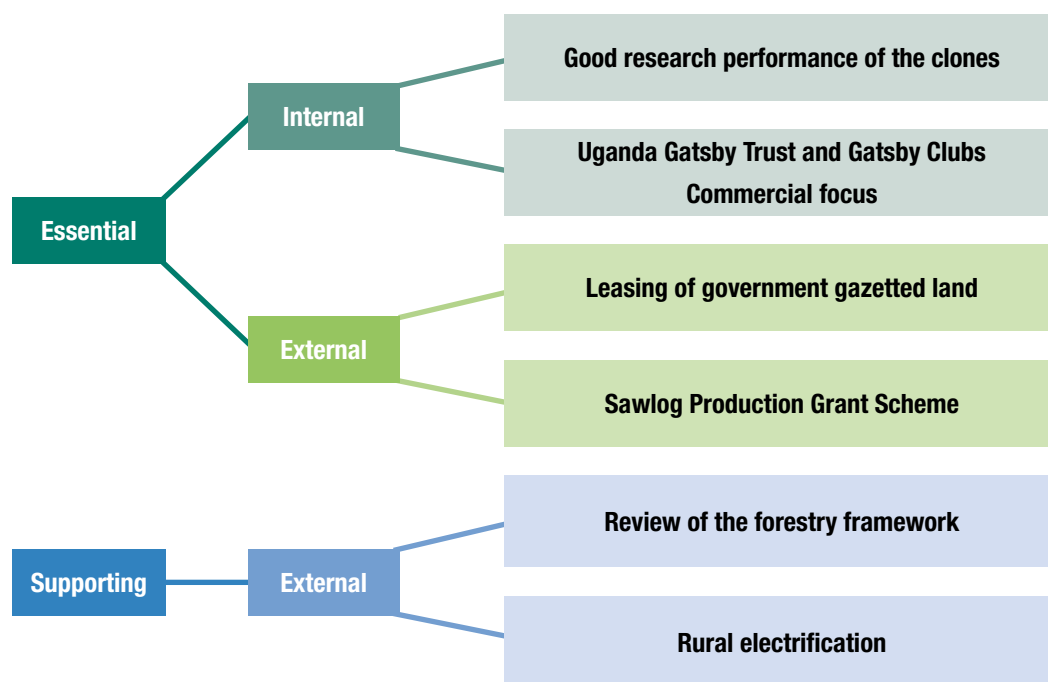 Essential
Internal
Good research performance of the clones
Uganda Gatsby Trust and Gatsby Clubs
Commercial focus
External
Leasing of government gazetted land
Sawlog Production Grant Scheme
Supporting
External
Review of the forestry framework
Rural electrification